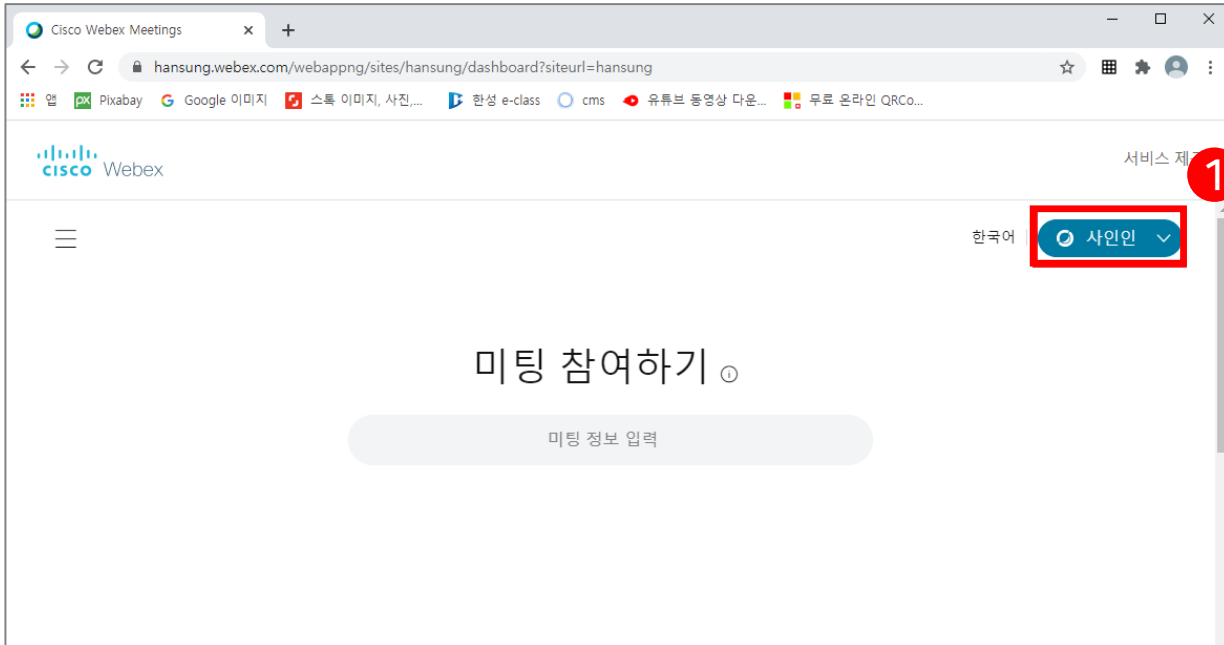 Cisco Webex Meetings
hansung.webex.com/webappng/sites/hansung/dashboard?siteurl=hansung
앱 px Pixabay G Google 이미지 스톡 이미지, 사진,... 한성 e-class cms 유튜브 동영상 다운... 무료 온라인 QRCo...
CISCO Webex
서비스 제
1
한국어 사인인
미팅 참여하기
미팅 정보 입력